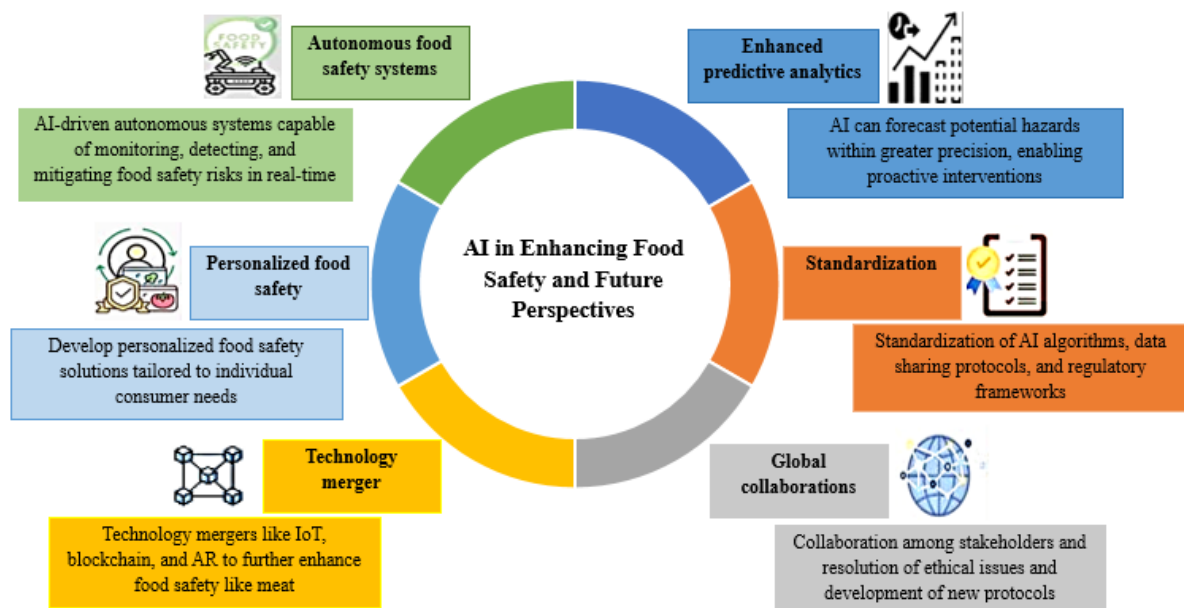 FOOD
SAFETY
Autonomous food
safety systems
AI-driven autonomous systems capable
of monitoring, detecting, and
mitigating food safety risks in real-time
Enhanced
predictive analytics
AI can forecast potential hazards
within greater precision, enabling
proactive interventions
Personalized food
safety
Develop personalized food safety
solutions tailored to individual
consumer needs
AI in Enhancing Food
Safety and Future
Perspectives
Standardization
Standardization of AI algorithms, data
sharing protocols, and regulatory
frameworks
Technology
merger
Technology mergers like IoT,
blockchain, and AR to further enhance
food safety like meat
Global
collaborations
Collaboration among stakeholders and
resolution of ethical issues and
development of new protocols